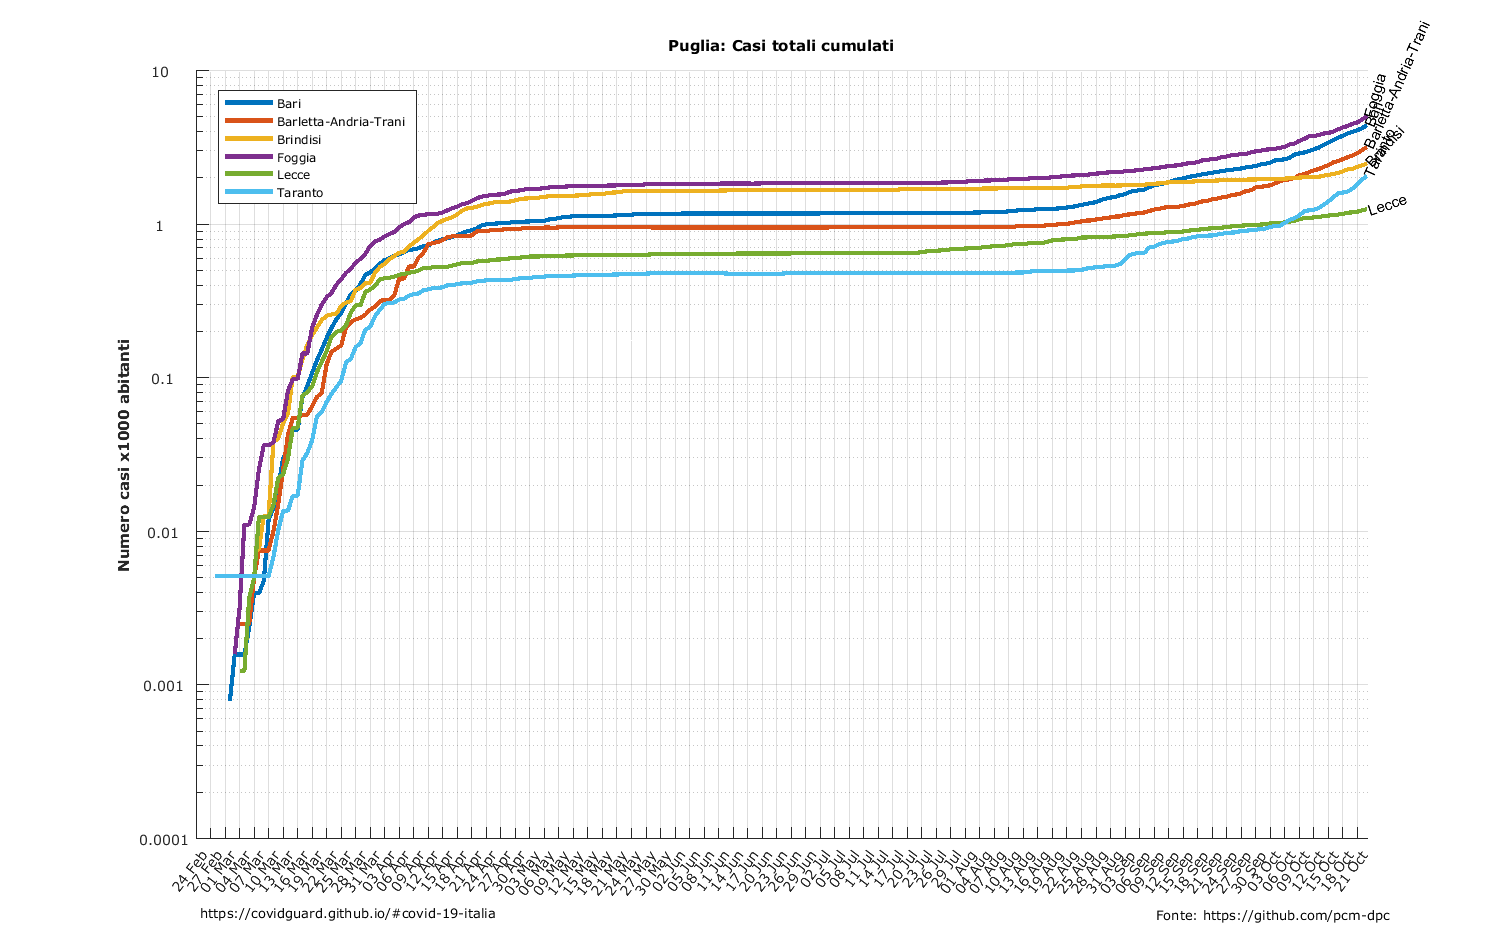 Puglia: Casi totali cumulati
Bari
Barletta-Andria-Trani
Brindisi
Foggia
Lecce
Taranto
Numero casi x1000 abitanti
10
1
0.1
0.01
0.001
0.0001
Foggia
Bari
Barletta-Andria-Trani
Brindisi
Taranto
Lecce
24 Feb
27 Feb
01 Mar
04 Mar
07 Mar
10 Mar
13 Mar
16 Mar
19 Mar
22 Mar
25 Mar
28 Mar
31 Mar
03 Apr
06 Apr
09 Apr
12 Apr
15 Apr
18 Apr
21 Apr
24 Apr
27 Apr
30 Apr
03 May
06 May
09 May
12 May
15 May
18 May
21 May
24 May
27 May
30 May
02 Jun
05 Jun
08 Jun
11 Jun
14 Jun
17 Jun
20 Jun
23 Jun
26 Jun
29 Jun
02 Jul
05 Jul
08 Jul
11 Jul
14 Jul
17 Jul
20 Jul
23 Jul
26 Jul
29 Jul
01 Aug
04 Aug
07 Aug
10 Aug
13 Aug
16 Aug
19 Aug
22 Aug
25 Aug
28 Aug
31 Aug
03 Sep
06 Sep
09 Sep
12 Sep
15 Sep
18 Sep
21 Sep
24 Sep
27 Sep
30 Sep
03 Oct
06 Oct
09 Oct
12 Oct
15 Oct
18 Oct
21 Oct
https://covidguard.github.io/#covid-19-italia
Fonte: https://github.com/pcm-dpc